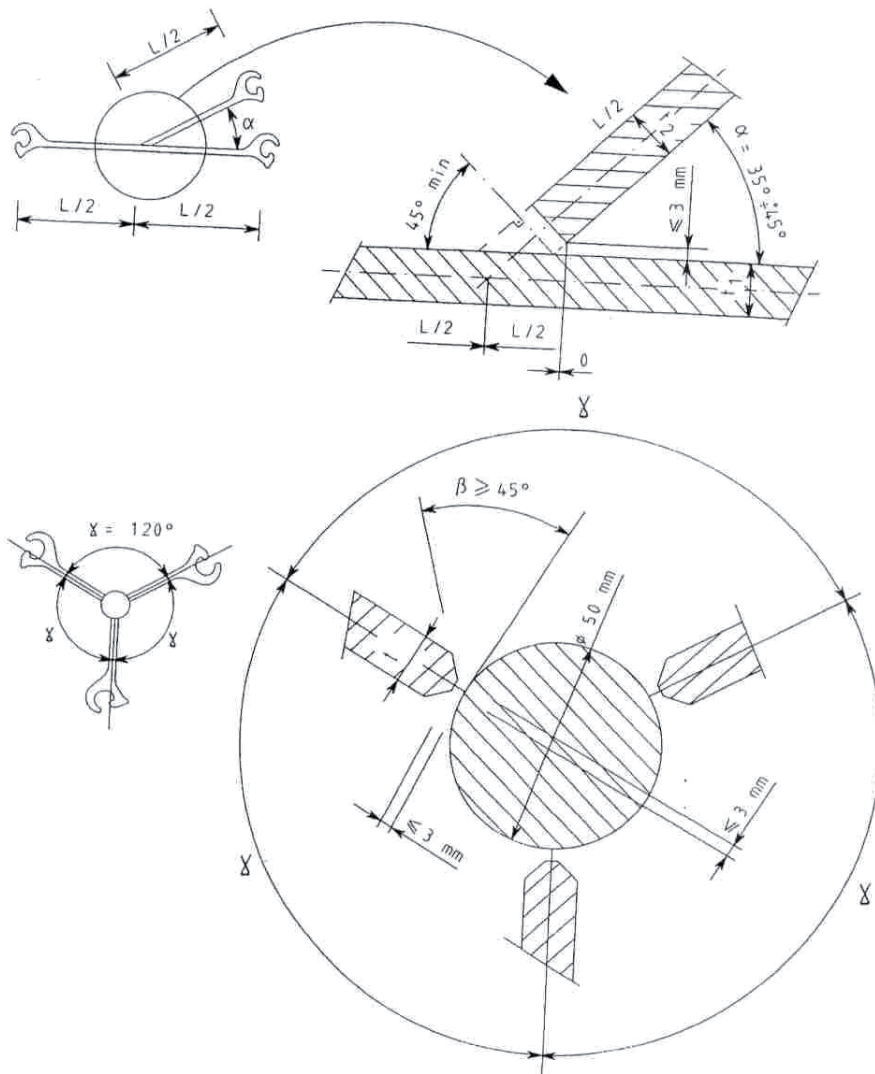 L/2
α
L/2
L/2
L/2
2
45° min
≤ 3 mm
α = 35°÷45°
L/2
L/2
0
ɣ
β ≥ 45°
ɣ = 120°
ɣ
ɣ
ø 50 mm
≤ 3 mm
≤ 3 mm
ɣ
ɣ